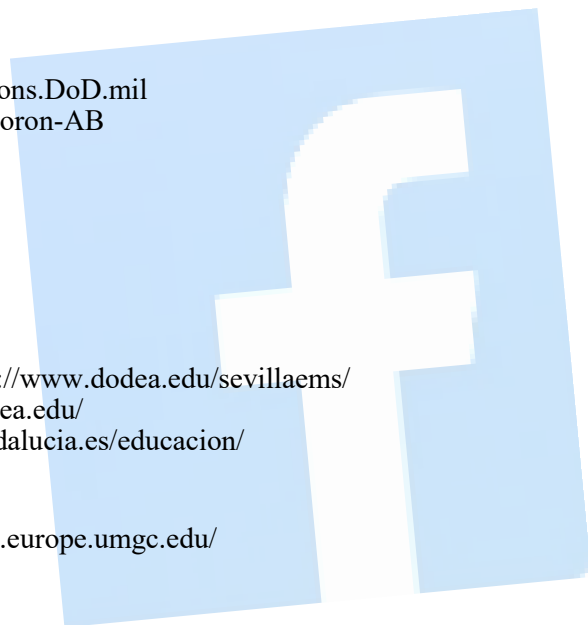 ons.DoD.mil
oron-AB
://www.dodea.edu/sevillaems/
ea.edu/
dalucia.es/educacion/
.europe.umgc.edu/